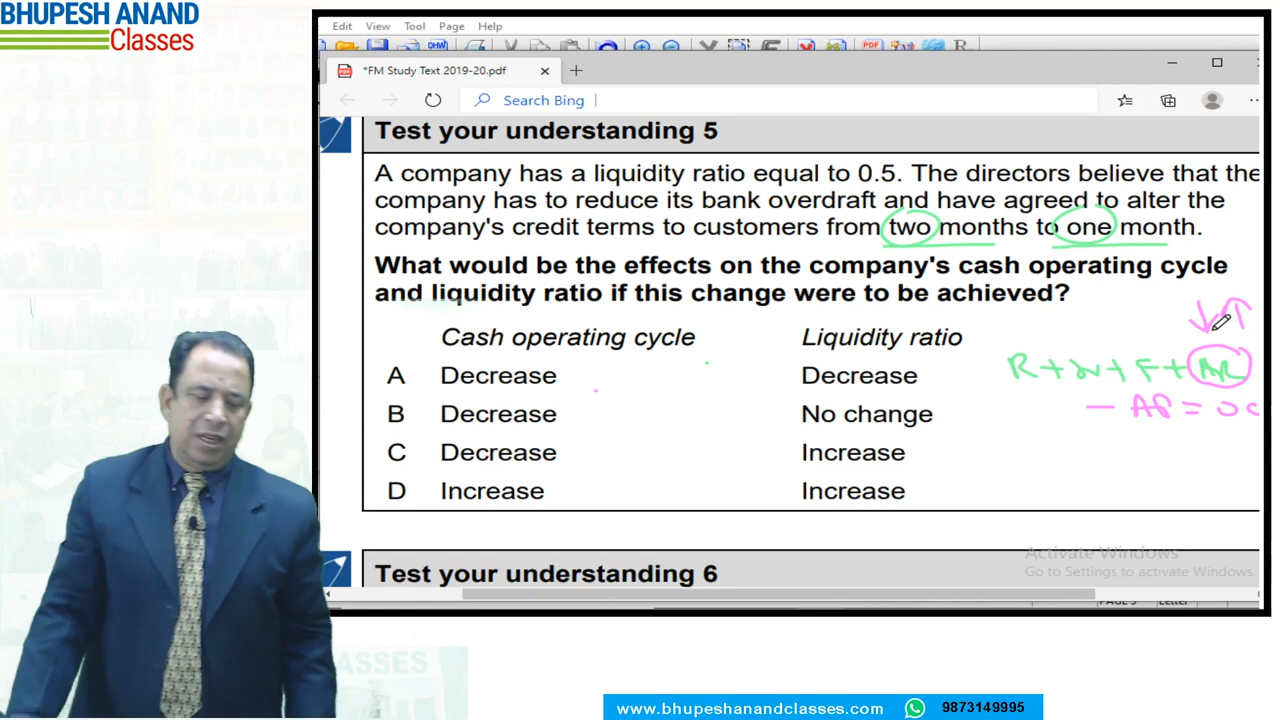 BHUPESH ANAND
Classes
Edit View Tool Page Help
*FM Study Text 2019-20.pdf
Search Bing
Test your understanding 5
A company has a liquidity ratio equal to 0.5. The directors believe that the
company has to reduce its bank overdraft and have agreed to alter the
company's credit terms to customers from two months to one month.
What would be the effects on the company's cash operating cycle
and liquidity ratio if this change were to be achieved?
Cash operating cycle Liquidity ratio
A Decrease Decrease
B Decrease No change
C Decrease Increase
D Increase Increase
R + W + F + AR
- AP = OC
Activate Windows
Go to Settings to activate Windows.
Test your understanding 6
www.bhupeshanandclasses.com 9873149995